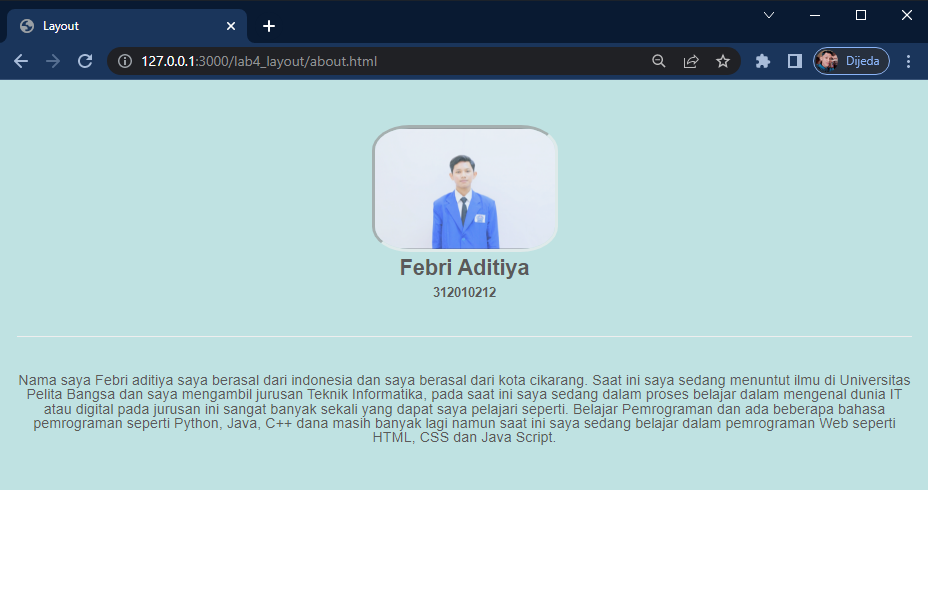 Layout
127.0.0.1:3000/lab4_layout/about.html
Dijeda
Febri Aditiya
312010212
Nama saya Febri aditiya saya berasal dari indonesia dan saya berasal dari kota cikarang. Saat ini saya sedang menuntut ilmu di Universitas
Pelita Bangsa dan saya mengambil jurusan Teknik Informatika, pada saat ini saya sedang dalam proses belajar dalam mengenal dunia IT
atau digital pada jurusan ini sangat banyak sekali yang dapat saya pelajari seperti. Belajar Pemrograman dan ada beberapa bahasa
pemrograman seperti Python, Java, C++ dana masih banyak lagi namun saat ini saya sedang belajar dalam pemrograman Web seperti
HTML, CSS dan Java Script.